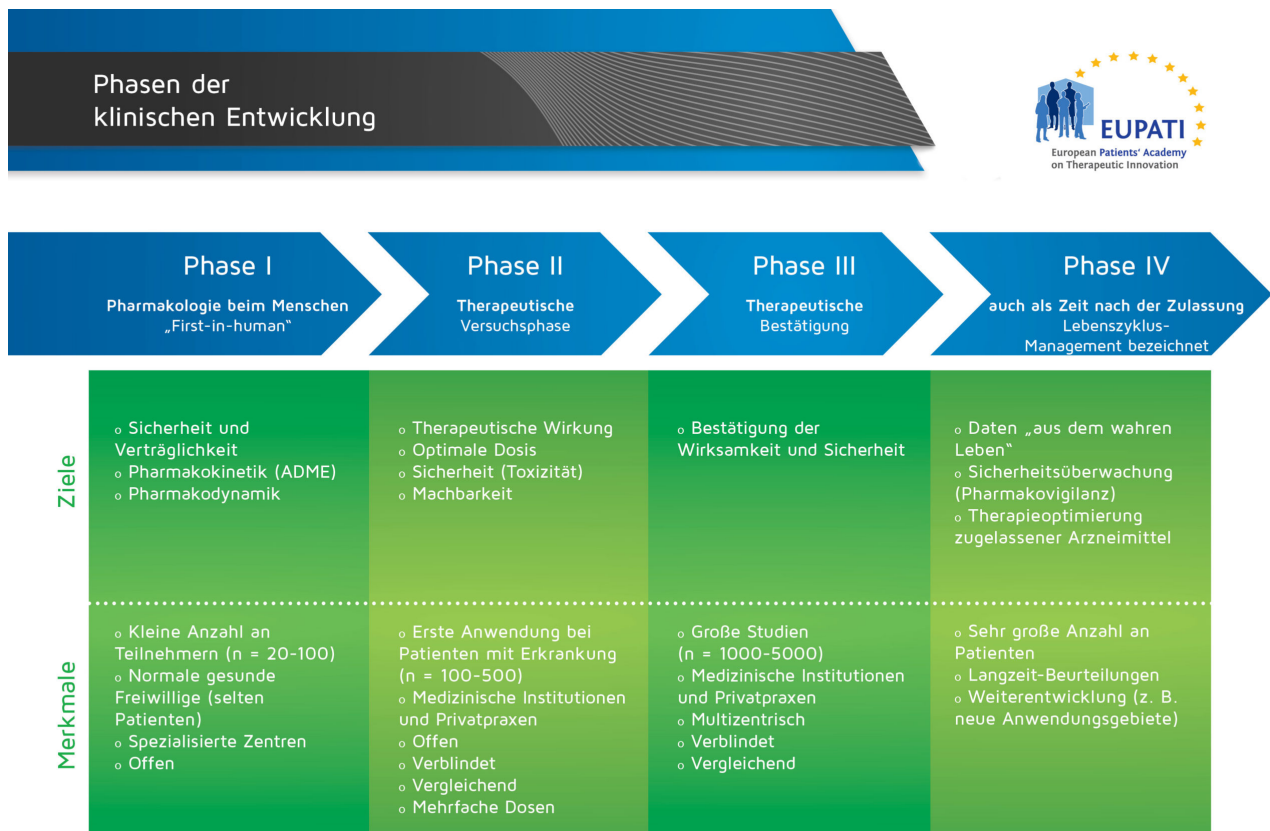 Phasen der
klinischen Entwicklung
EUPATI
European Patients' Academy
on Therapeutic Innovation
Phase I
Pharmakologie beim Menschen
„First-in-human“
Phase II
Therapeutische
Versuchsphase
Phase III
Therapeutische
Bestätigung
Phase IV
auch als Zeit nach der Zulassung
Lebenszyklus-
Management bezeichnet
Ziele
o Sicherheit und
Verträglichkeit
o Pharmakokinetik (ADME)
o Pharmakodynamik
o Therapeutische Wirkung
o Optimale Dosis
o Sicherheit (Toxizität)
o Machbarkeit
o Bestätigung der
Wirksamkeit und Sicherheit
o Daten „aus dem wahren
Leben“
o Sicherheitsüberwachung
(Pharmakovigilanz)
o Therapieoptimierung
zugelassener Arzneimittel
Merkmale
o Kleine Anzahl an
Teilnehmern (n = 20-100)
o Normale gesunde
Freiwillige (selten
Patienten)
o Spezialisierte Zentren
o Offen
o Erste Anwendung bei
Patienten mit Erkrankung
(n = 100-500)
o Medizinische Institutionen
und Privatpraxen
o Offen
o Verblindet
o Vergleichend
o Mehrfache Dosen
o Große Studien
(n = 1000-5000)
o Medizinische Institutionen
und Privatpraxen
o Multizentrisch
o Verblindet
o Vergleichend
o Sehr große Anzahl an
Patienten
o Langzeit-Beurteilungen
o Weiterentwicklung (z. B.
neue Anwendungsgebiete)